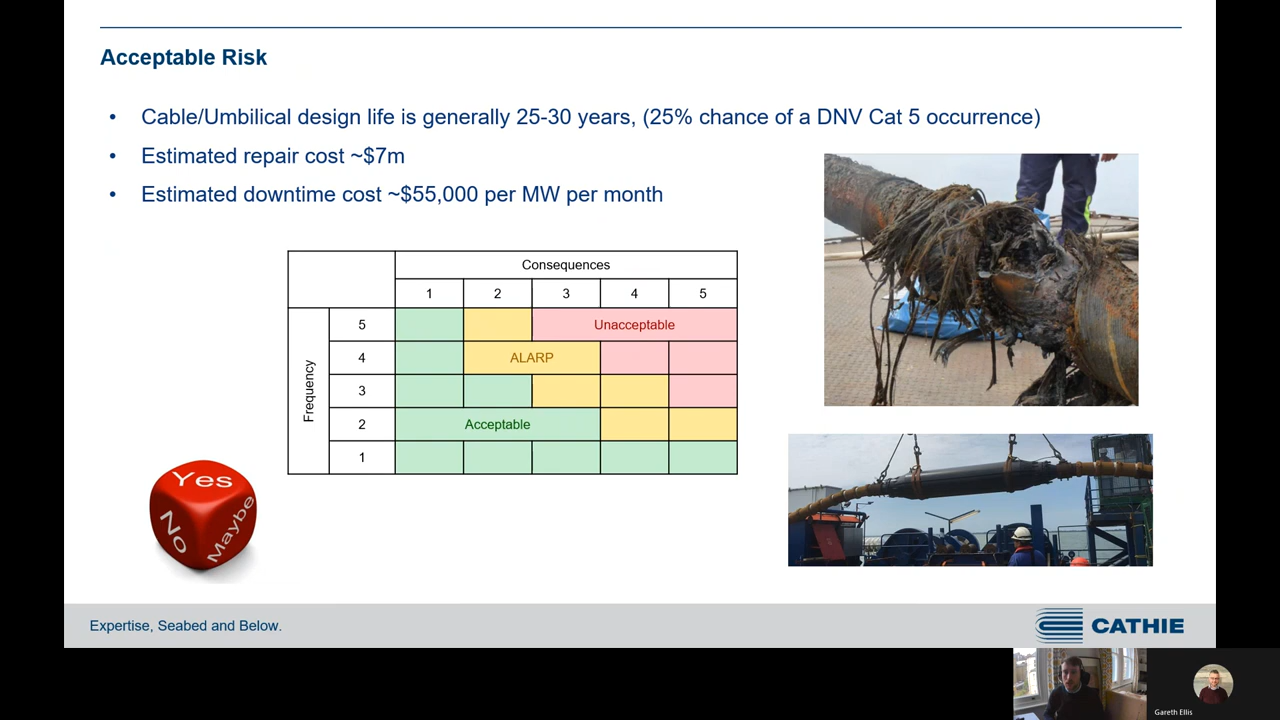 Acceptable Risk
• Cable/Umbilical design life is generally 25-30 years, (25% chance of a DNV Cat 5 occurrence)
• Estimated repair cost ~$7m
• Estimated downtime cost ~$55,000 per MW per month
Consequences
1 2 3 4 5
Frequency
5 Unacceptable
4 ALARP
3
2 Acceptable
1
Yes
No
Maybe
Expertise, Seabed and Below.
CATHIE
Gareth Ellis